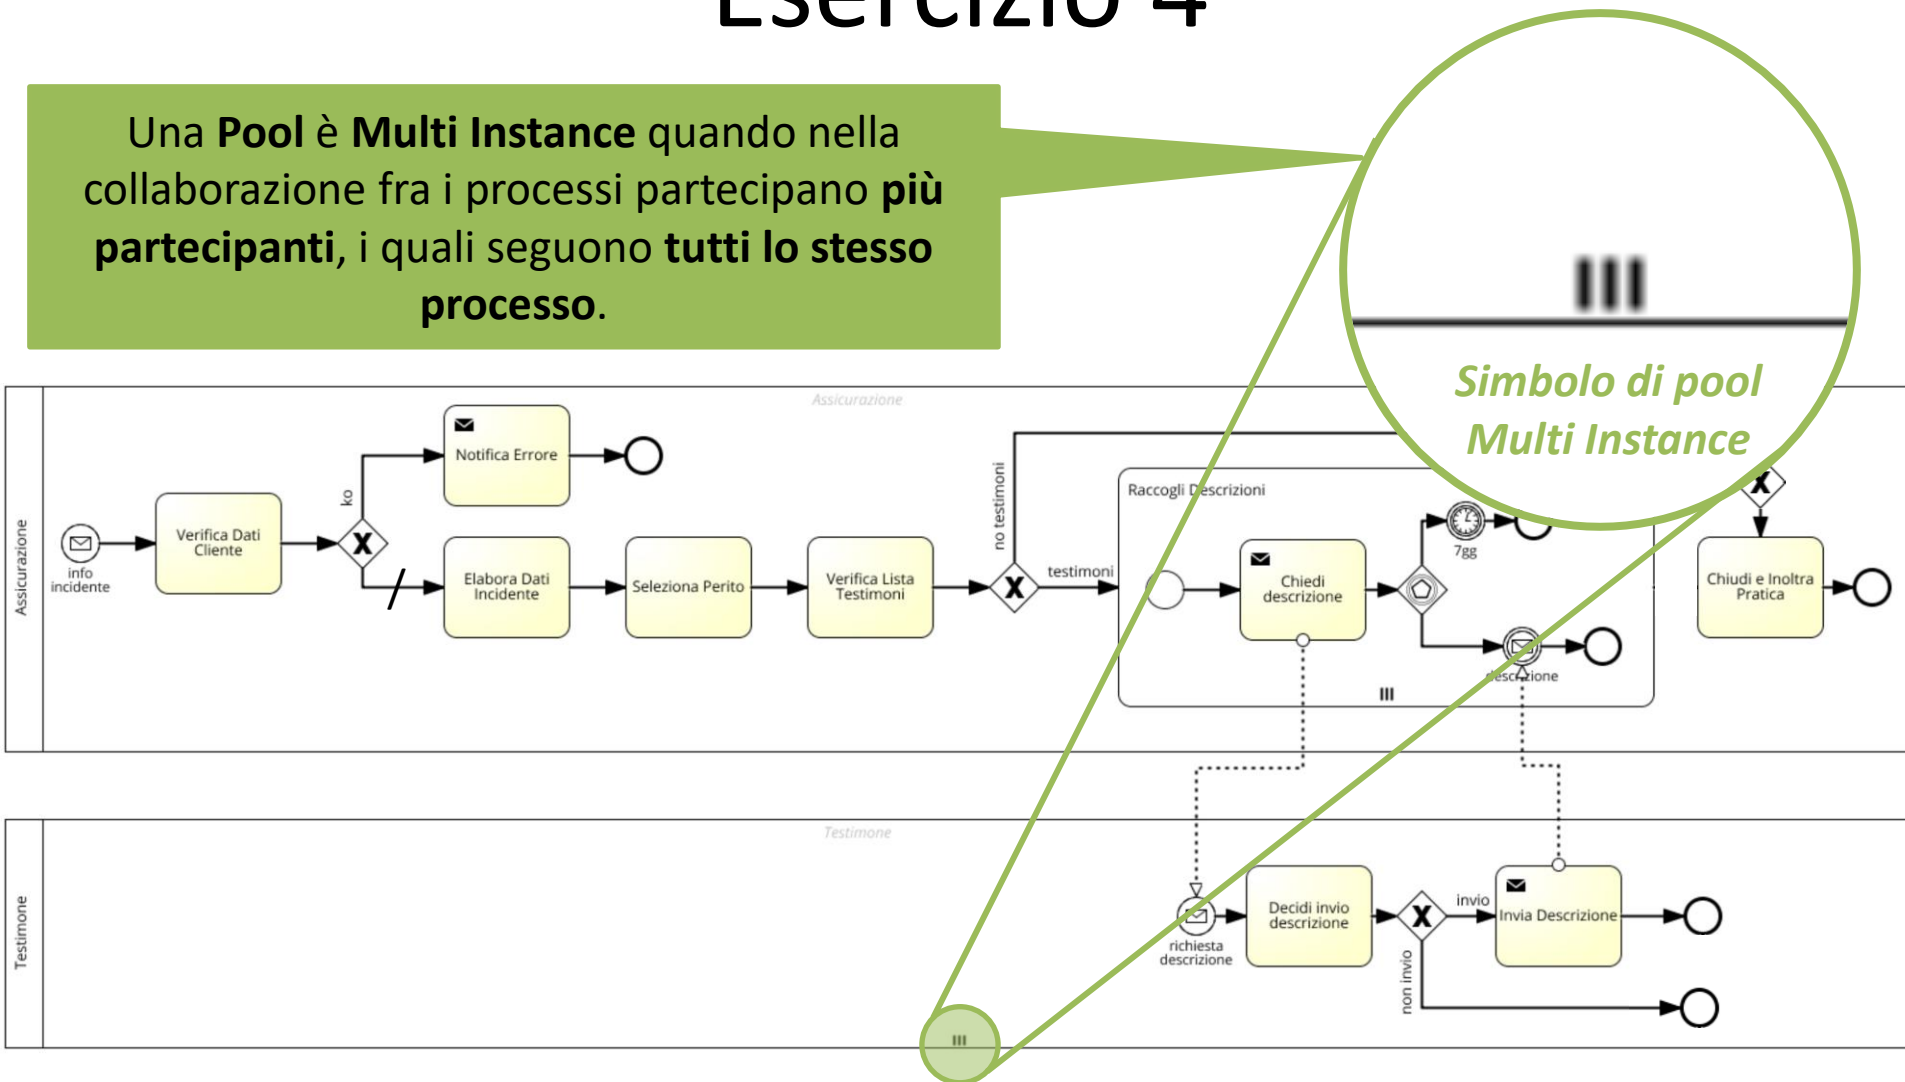 Esercizio 4
Una Pool è Multi Instance quando nella
collaborazione fra i processi partecipano più
partecipanti, i quali seguono tutti lo stesso
processo.
Simbolo di pool
Multi Instance
Assicurazione
Assicurazione
info
incidente
Verifica Dati
Cliente
ko
Notifica Errore
Elabora Dati
Incidente
Seleziona Perito
Verifica Lista
Testimoni
no testimoni
testimoni
Raccogli Descrizioni
Chiedi
descrizione
7gg
descrizione
Chiudi e Inoltra
Pratica
Testimone
Testimone
richiesta
descrizione
Decidi invio
descrizione
invio
non invio
Invia Descrizione